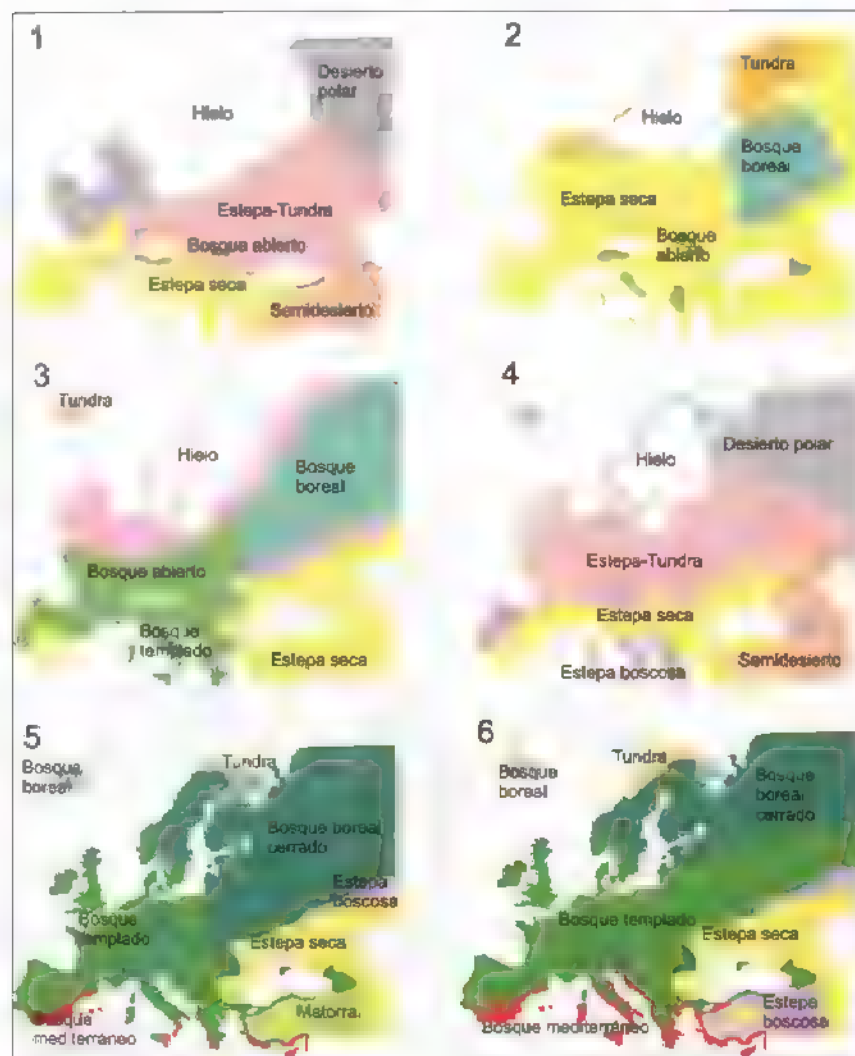 1
Desierto
polar
Hielo
Estepa-Tundra
Bosque abierto
Estepa seca
Semidesierto
2
Tundra
Hielo
Bosque
boreal
Estepa seca
Bosque
abierto
3
Tundra
Hielo
Bosque
boreal
Bosque abierto
Bosque
templado
Estepa seca
4
Desierto polar
Hielo
Estepa-Tundra
Estepa seca
Estepa boscosa
Semidesierto
5
Bosque
boreal
Tundra
Bosque boreal
cerrado
Estepa
boscosa
Bosque
templado
Estepa seca
Matorral
Bosque
mediterráneo
6
Bosque
boreal
Tundra
Bosque
boreal
cerrado
Bosque templado
Estepa seca
Estepa
boscosa
Bosque mediterráneo